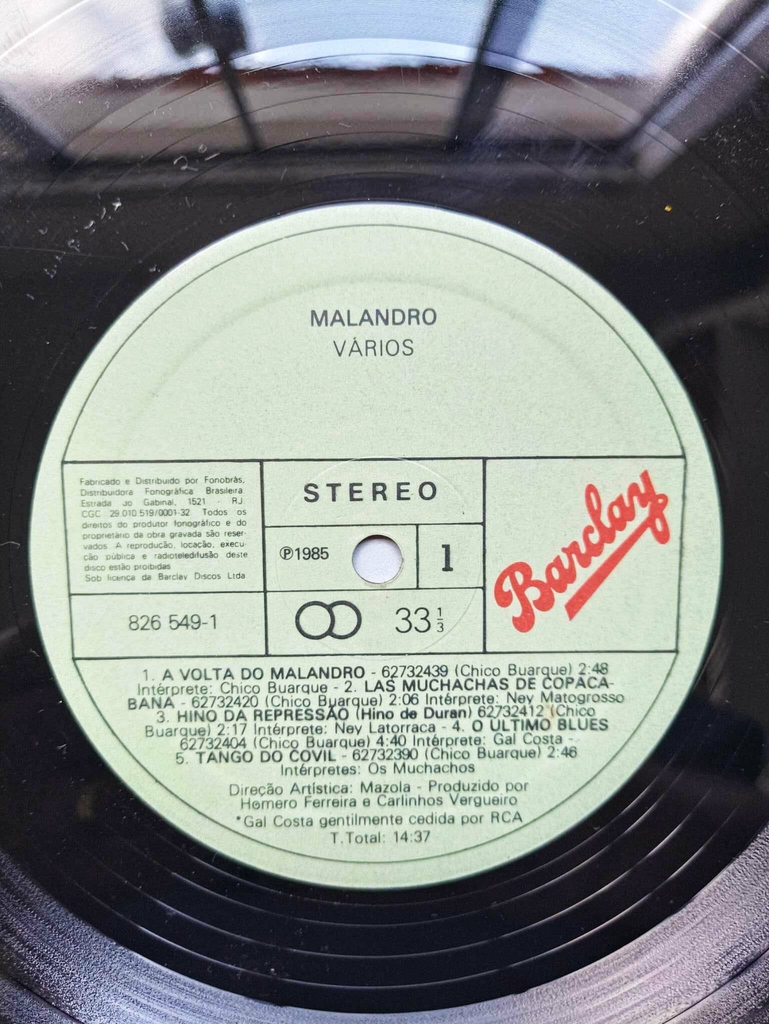 MALANDRO
VÁRIOS
Fabricado e Distribuido por Fonobrás,
Distribuidora Fonográfica Brasileira
Estrada do Gabinal, 1521 - RJ
CGC 29.010.519/0001-32 Todos os
direitos do produtor fonográfico e do
proprietário da obra gravada são reser-
vados. A reprodução, locação, execu-
ção pública e radioteledifusão deste
disco estão proibidas
Sob licença da Barclay Discos Ltda
826 549-1
STEREO
℗1985
1
33 1/3
Barclay
1. A VOLTA DO MALANDRO - 62732439 (Chico Buarque) 2:48
Intérprete: Chico Buarque - 2. LAS MUCHACHAS DE COPACA-
BANA - 62732420 (Chico Buarque) 2:06 Intérprete: Ney Matogrosso
3. HINO DA REPRESSÃO (Hino de Duran) 62732412 (Chico
Buarque) 2:17 Intérprete: Ney Latorraca - 4. O ÚLTIMO BLUES
62732404 (Chico Buarque) 4:40 Intérprete: Gal Costa -
5. TANGO DO COVIL - 62732390 (Chico Buarque) 2:46
Intérpretes: Os Muchachos
Direção Artística: Mazola - Produzido por
Homero Ferreira e Carlinhos Vergueiro
*Gal Costa gentilmente cedida por RCA
T.Total: 14:37